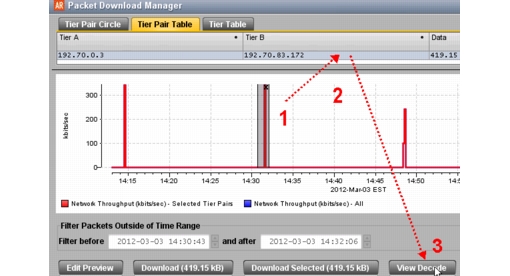 AR Packet Download Manager
Tier Pair Circle Tier Pair Table Tier Table
Tier A • Tier B • Data
192.70.0.3 192.70.83.172 419.15
kbits/sec
300
200
100
0
1
2
3
14:15 14:20 14:25 14:30 14:35 14:40 14:45 14:50 14:5
2012-Mar-03 EST
Network Throughput (kbits/sec) - Selected Tier Pairs Network Throughput (kbits/sec) - All
Filter Packets Outside of Time Range
Filter before 2012-03-03 14:30:43 and after 2012-03-03 14:32:06
Edit Preview Download (419.15 kB) Download Selected (419.15 kB) View Decode